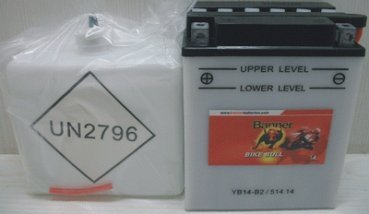 UN2796
UPPER LEVEL
LOWER LEVEL
Banner
BIKE BULL
YB14-B2 / 514 14